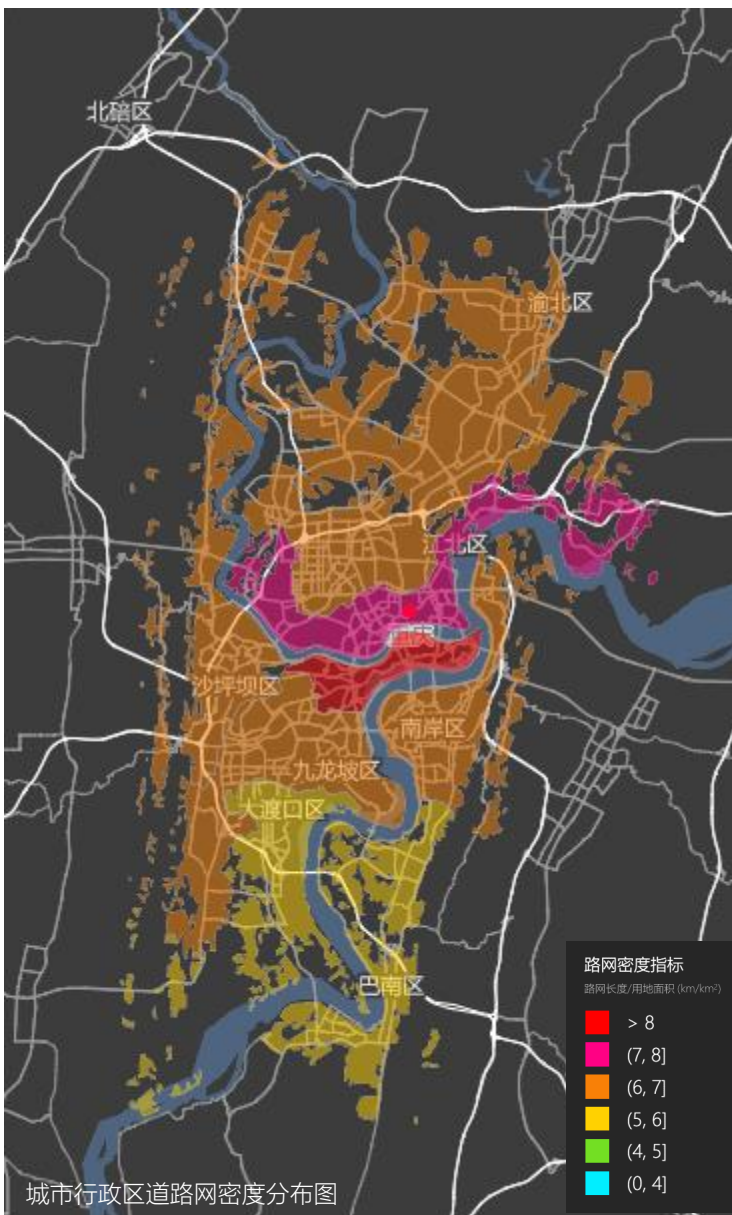 北碚区
渝北区
江北区
重庆
沙坪坝区
南岸区
九龙坡区
大渡口区
巴南区
路网密度指标
路网长度/用地面积 (km/km²)
> 8
(7, 8]
(6, 7]
(5, 6]
(4, 5]
(0, 4]
城市行政区道路网密度分布图